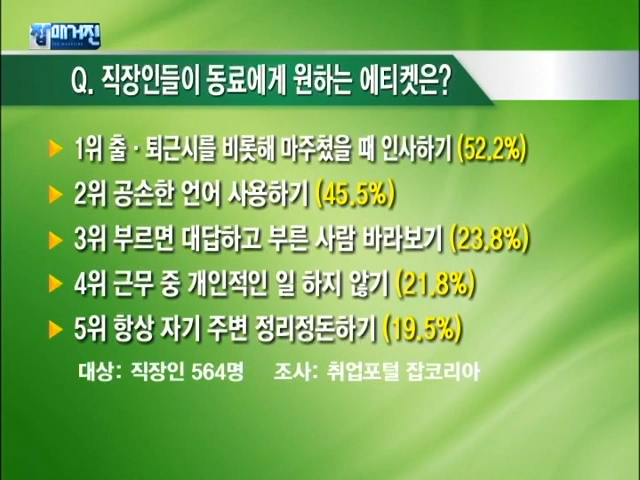 잡매거진
Q. 직장인들이 동료에게 원하는 에티켓은?
1위 출·퇴근시를 비롯해 마주쳤을 때 인사하기 (52.2%)
2위 공손한 언어 사용하기 (45.5%)
3위 부르면 대답하고 부른 사람 바라보기 (23.8%)
4위 근무 중 개인적인 일 하지 않기 (21.8%)
5위 항상 자기 주변 정리정돈하기 (19.5%)
대상: 직장인 564명 조사: 취업포털 잡코리아